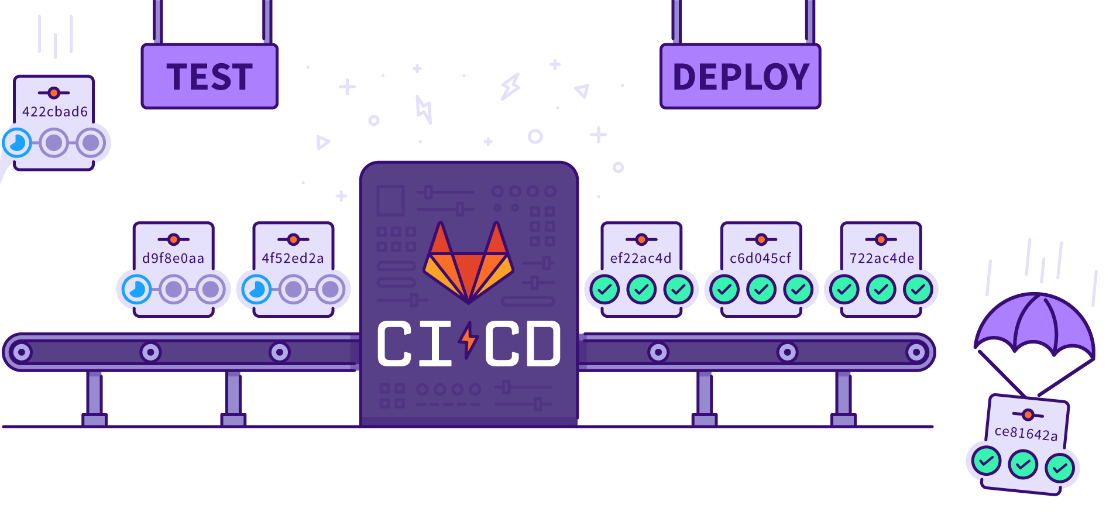 TEST
DEPLOY
422cbad6
d9f8e0aa
4f52ed2a
ef22ac4d
c6d045cf
722ac4de
CI CD
ce81642a